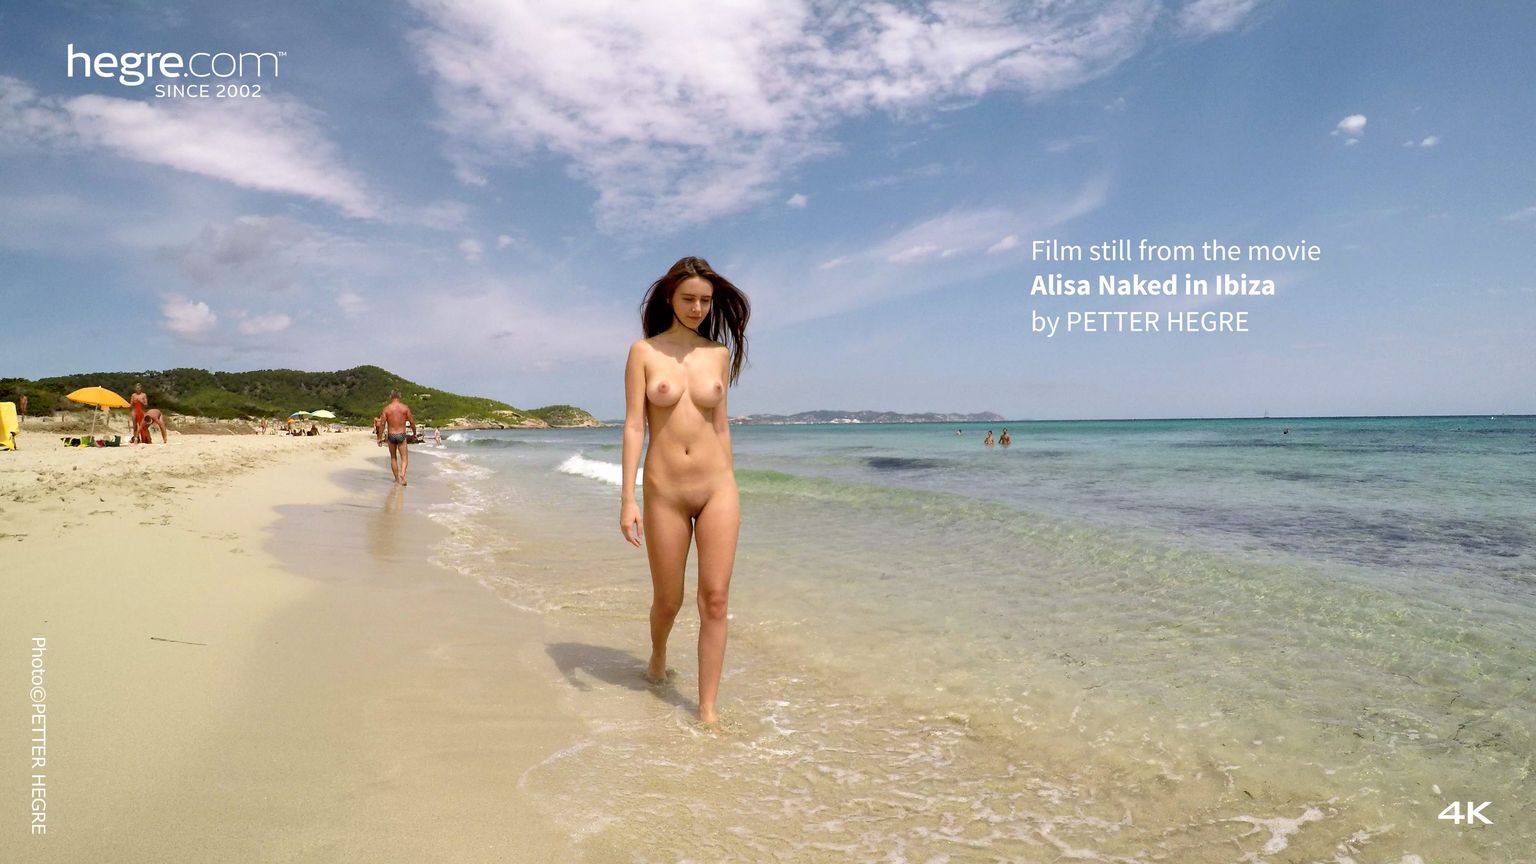 hegre.com™
SINCE 2002
Film still from the movie
Alisa Naked in Ibiza
by PETTER HEGRE
Photo©PETTER HEGRE
4K